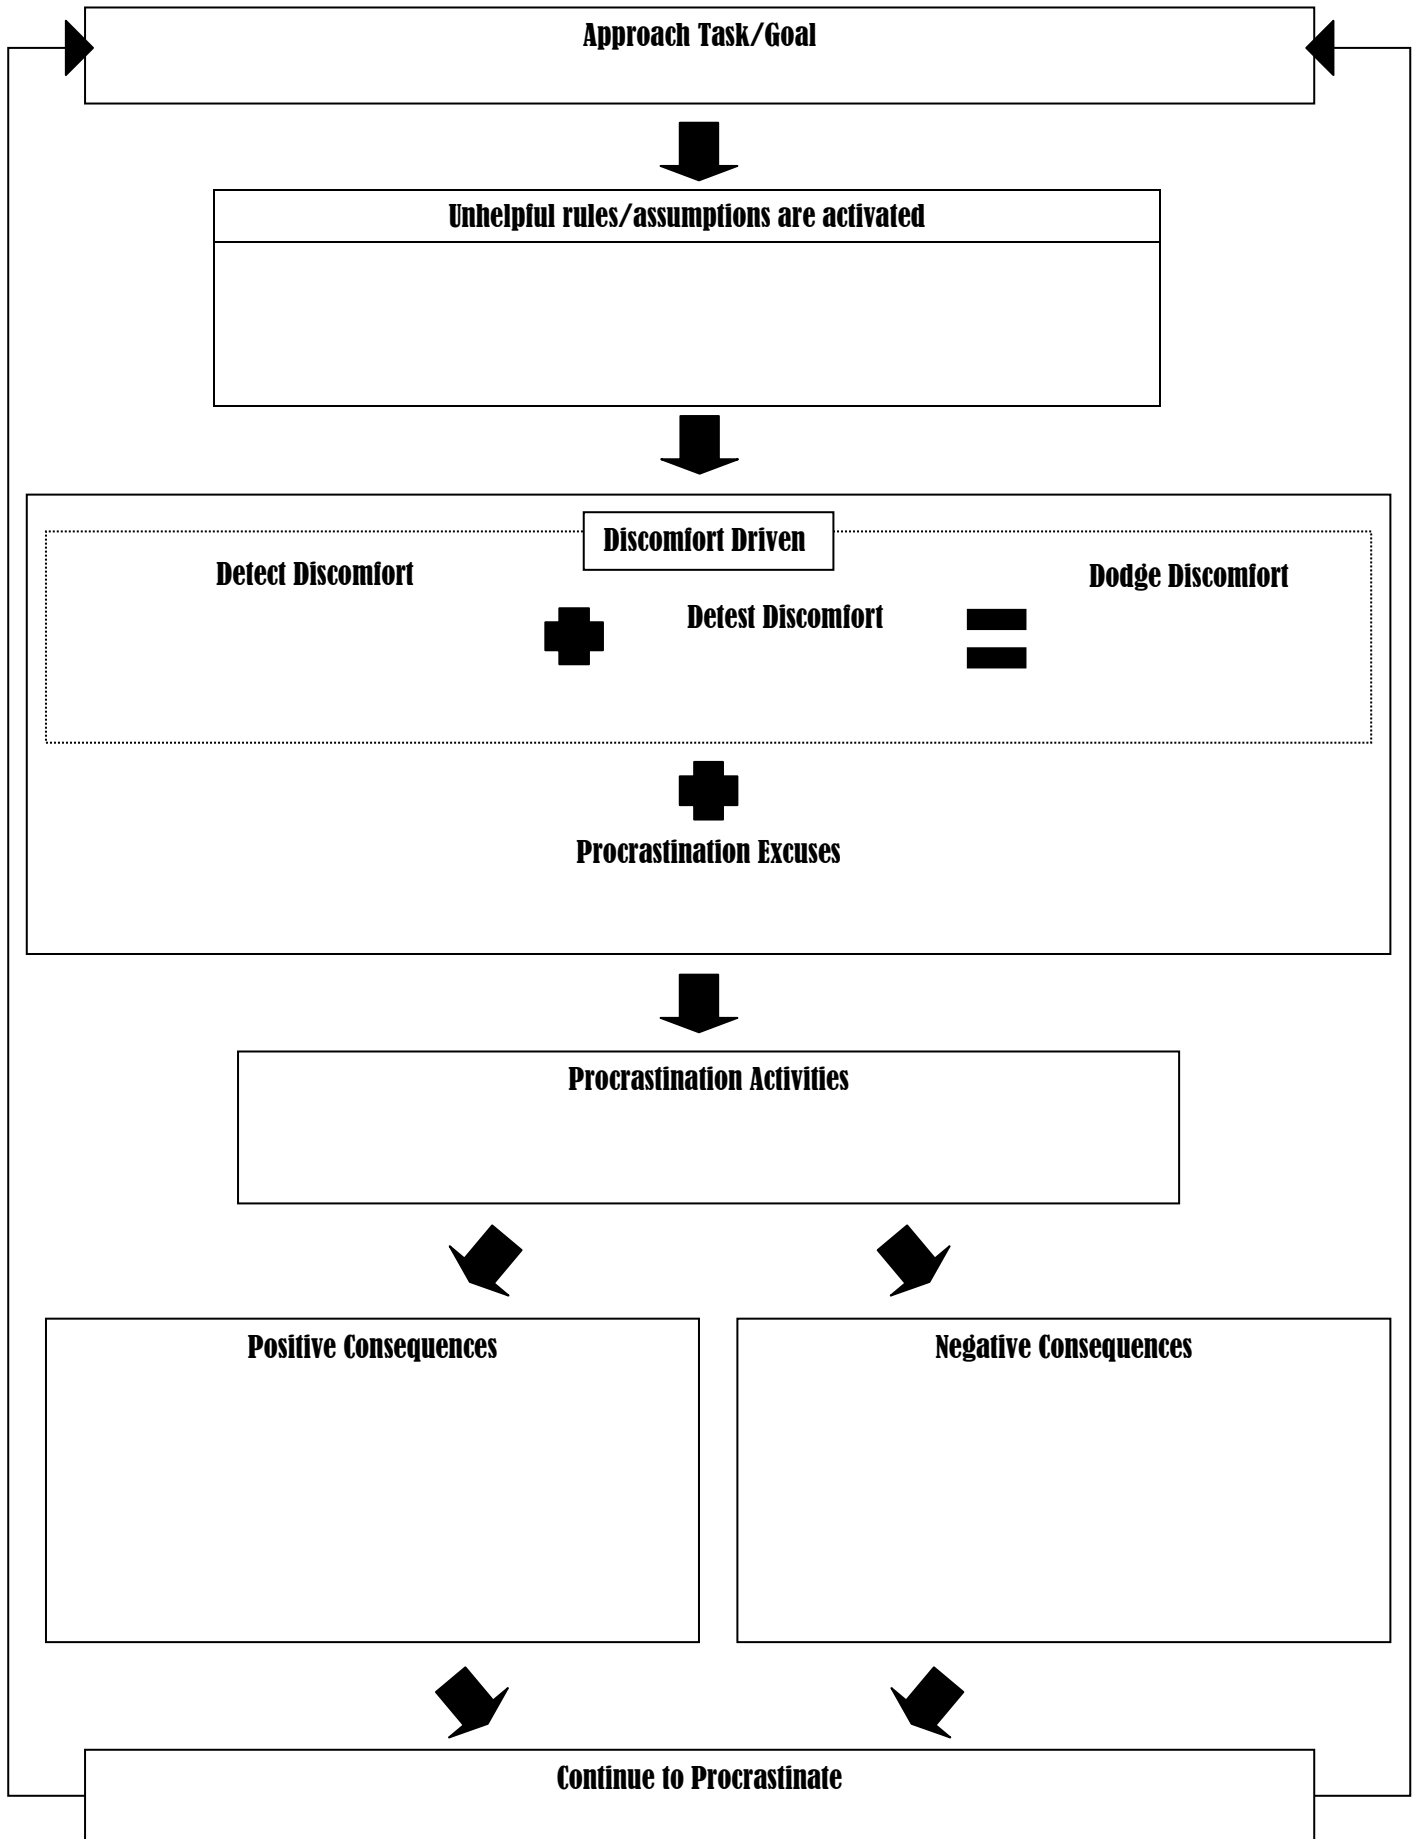 Approach Task/Goal
Unhelpful rules/assumptions are activated
Discomfort Driven
Detect Discomfort
Detest Discomfort
Dodge Discomfort
Procrastination Excuses
Procrastination Activities
Positive Consequences
Negative Consequences
Continue to Procrastinate